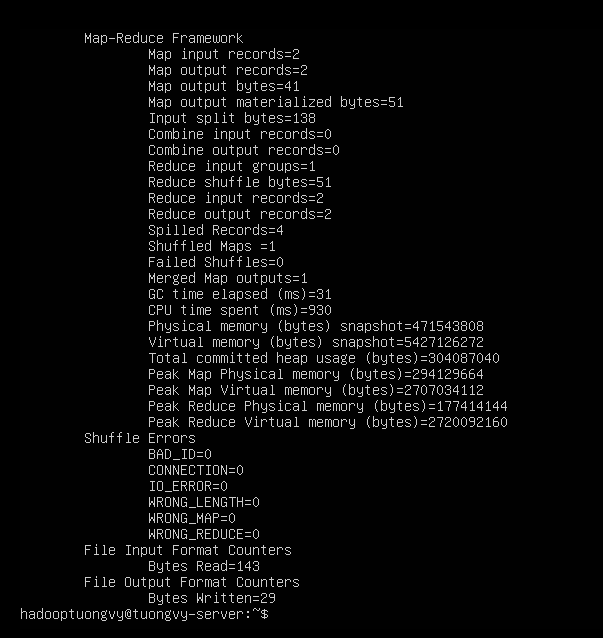 Map-Reduce Framework
Map input records=2
Map output records=2
Map output bytes=41
Map output materialized bytes=51
Input split bytes=138
Combine input records=0
Combine output records=0
Reduce input groups=1
Reduce shuffle bytes=51
Reduce input records=2
Reduce output records=2
Spilled Records=4
Shuffled Maps =1
Failed Shuffles=0
Merged Map outputs=1
GC time elapsed (ms)=31
CPU time spent (ms)=930
Physical memory (bytes) snapshot=471543808
Virtual memory (bytes) snapshot=5427126272
Total committed heap usage (bytes)=304087040
Peak Map Physical memory (bytes)=294129664
Peak Map Virtual memory (bytes)=2707034112
Peak Reduce Physical memory (bytes)=177414144
Peak Reduce Virtual memory (bytes)=2720092160
Shuffle Errors
BAD_ID=0
CONNECTION=0
IO_ERROR=0
WRONG_LENGTH=0
WRONG_MAP=0
WRONG_REDUCE=0
File Input Format Counters
Bytes Read=143
File Output Format Counters
Bytes Written=29
hadooptuongvy@tuongvy-server:~$